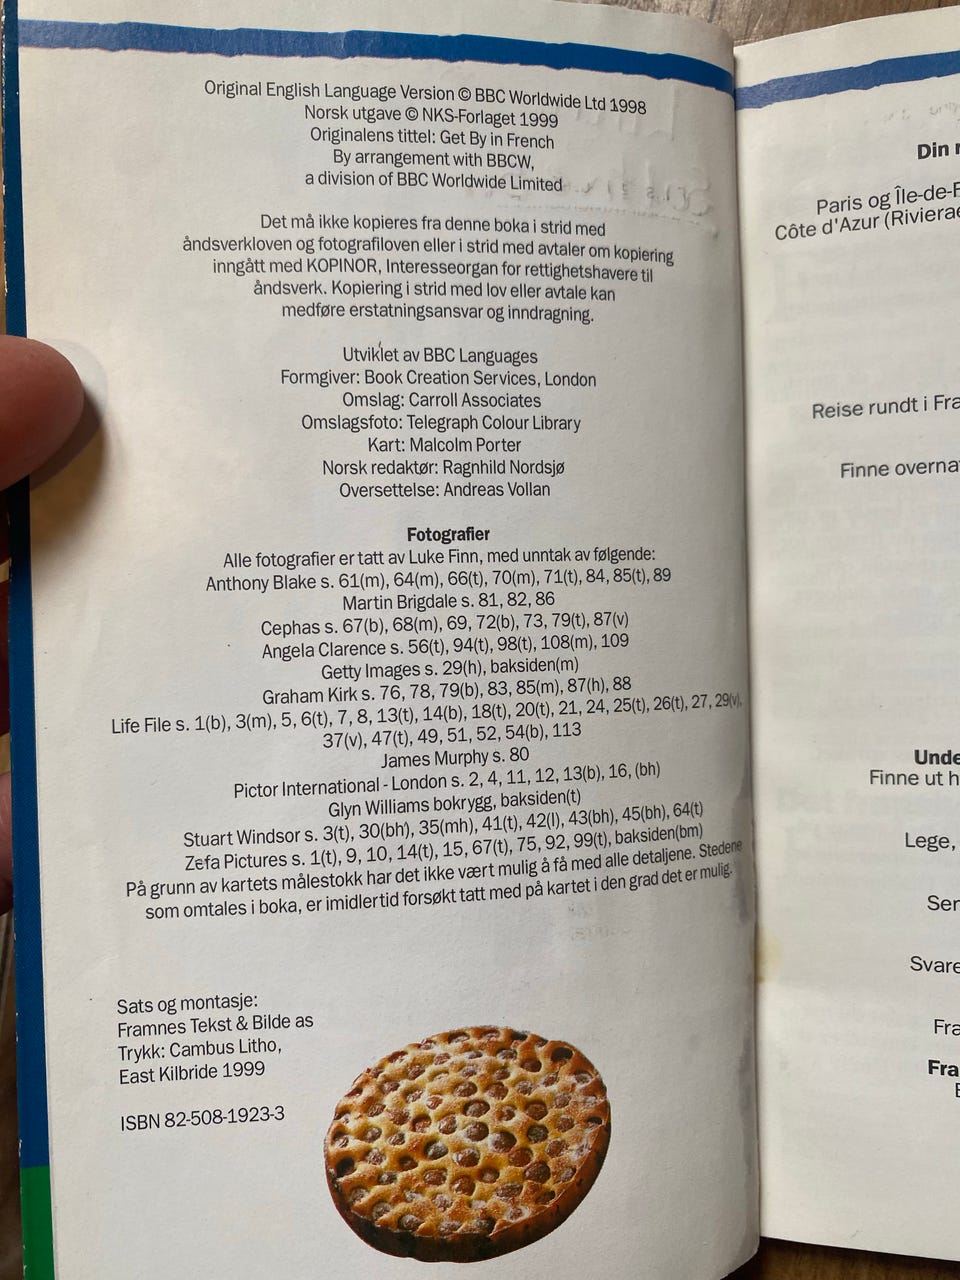 Original English Language Version © BBC Worldwide Ltd 1998
Norsk utgave © NKS-Forlaget 1999
Originalens tittel: Get By in French
By arrangement with BBCW,
a division of BBC Worldwide Limited
Det må ikke kopieres fra denne boka i strid med
åndsverkloven og fotografiloven eller i strid med avtaler om kopiering
inngått med KOPINOR, Interesseorgan for rettighetshavere til
åndsverk. Kopiering i strid med lov eller avtale kan
medføre erstatningsansvar og inndragning.
Utviklet av BBC Languages
Formgiver: Book Creation Services, London
Omslag: Carroll Associates
Omslagsfoto: Telegraph Colour Library
Kart: Malcolm Porter
Norsk redaktør: Ragnhild Nordsjø
Oversettelse: Andreas Vollan
Fotografier
Alle fotografier er tatt av Luke Finn, med unntak av følgende:
Anthony Blake s. 61(m), 64(m), 66(t), 70(m), 71(t), 84, 85(t), 89
Martin Brigdale s. 81, 82, 86
Cephas s. 67(b), 68(m), 69, 72(b), 73, 79(t), 87(v)
Angela Clarence s. 56(t), 94(t), 98(t), 108(m), 109
Getty Images s. 29(h), baksiden(m)
Graham Kirk s. 76, 78, 79(b), 83, 85(m), 87(h), 88
Life File s. 1(b), 3(m), 5, 6(t), 7, 8, 13(t), 14(b), 18(t), 20(t), 21, 24, 25(t), 26(t), 27, 29(v),
37(v), 47(t), 49, 51, 52, 54(b), 113
James Murphy s. 80
Pictor International - London s. 2, 4, 11, 12, 13(b), 16, (bh)
Glyn Williams bokrygg, baksiden(t)
Stuart Windsor s. 3(t), 30(bh), 35(mh), 41(t), 42(l), 43(bh), 45(bh), 64(t)
Zefa Pictures s. 1(t), 9, 10, 14(t), 15, 67(t), 75, 92, 99(t), baksiden(bm)
På grunn av kartets målestokk har det ikke vært mulig å få med alle detaljene. Stedene
som omtales i boka, er imidlertid forsøkt tatt med på kartet i den grad det er mulig.
Sats og montasje:
Framnes Tekst & Bilde as
Trykk: Cambus Litho,
East Kilbride 1999
ISBN 82-508-1923-3
Din
Paris og Île-de-F
Côte d'Azur (Rivierae
Reise rundt i Fra
Finne overna
Unde
Finne ut h
Lege,
Ser
Svare
Fra
Fra